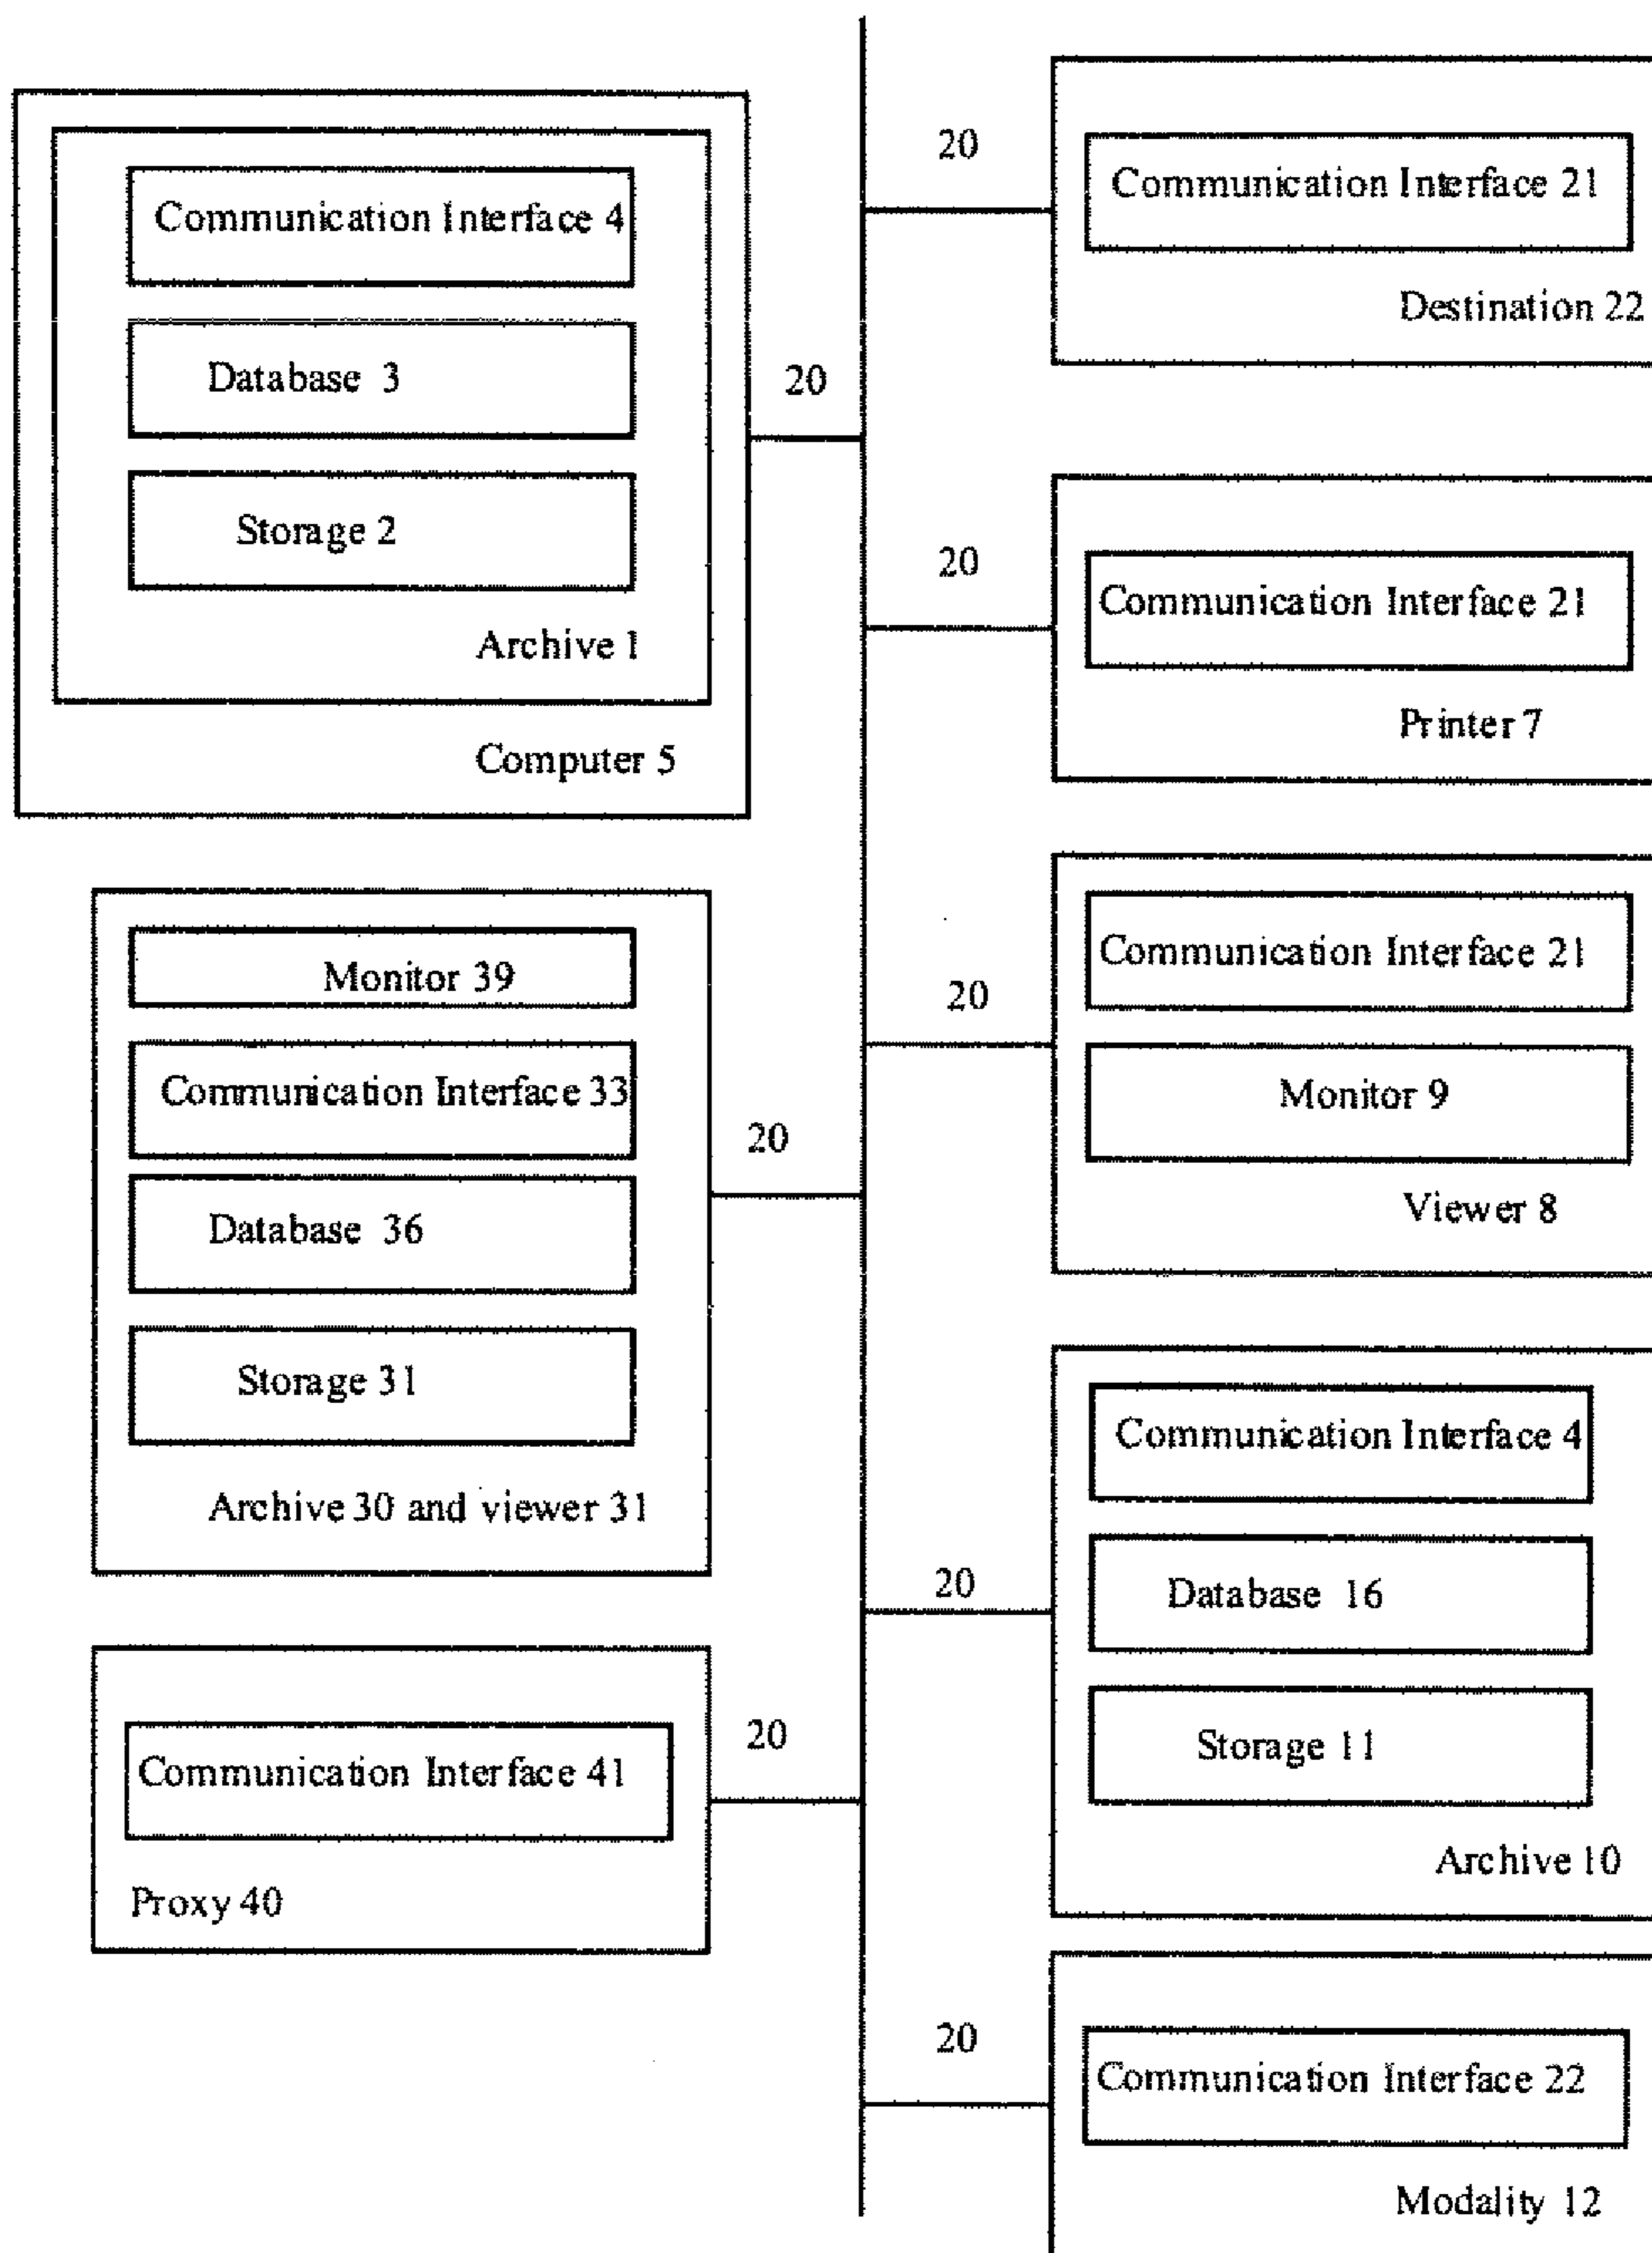 Communication Interface 4
Database 3
Storage 2
Archive 1
Computer 5
20
Monitor 39
Communication Interface 33
Database 36
Storage 31
Archive 30 and viewer 31
20
Communication Interface 41
Proxy 40
20
20
Communication Interface 21
Destination 22
20
Communication Interface 21
Printer 7
20
Communication Interface 21
Monitor 9
Viewer 8
20
Communication Interface 4
Database 16
Storage 11
Archive 10
20
Communication Interface 22
Modality 12